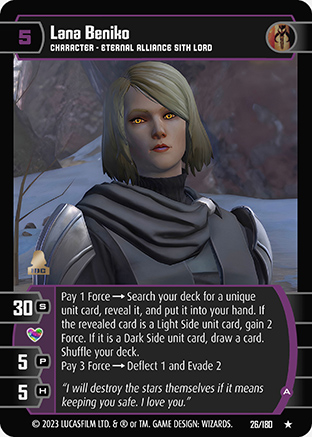 5 Lana Beniko
CHARACTER - ETERNAL ALLIANCE SITH LORD
30 S
5 P
5 H
Pay 1 Force → Search your deck for a unique
unit card, reveal it, and put it into your hand. If
the revealed card is a Light Side unit card, gain 2
Force. If it is a Dark Side unit card, draw a card.
Shuffle your deck.
Pay 3 Force → Deflect 1 and Evade 2
"I will destroy the stars themselves if it means
keeping you safe. I love you."
A
© 2023 LUCASFILM LTD. & ® or TM. GAME DESIGN: WIZARDS. 26/180 ★